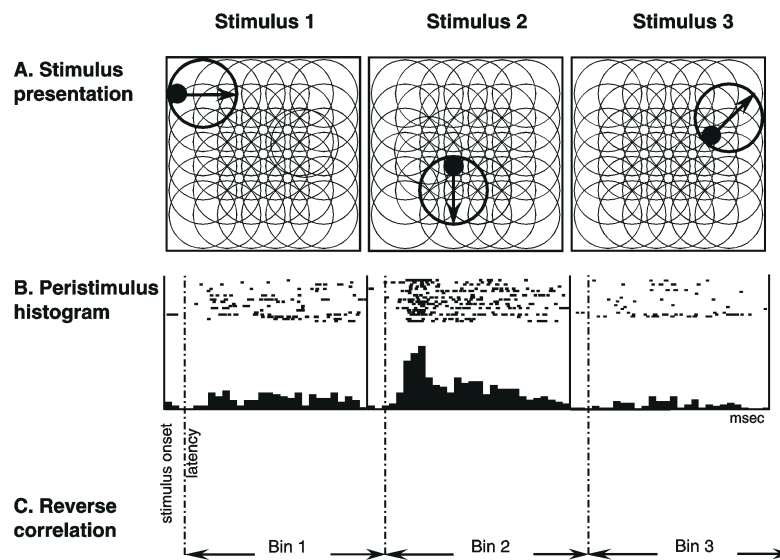 Stimulus 1 Stimulus 2 Stimulus 3
A. Stimulus
presentation
B. Peristimulus
histogram
msec
stimulus onset
latency
C. Reverse
correlation
Bin 1 Bin 2 Bin 3